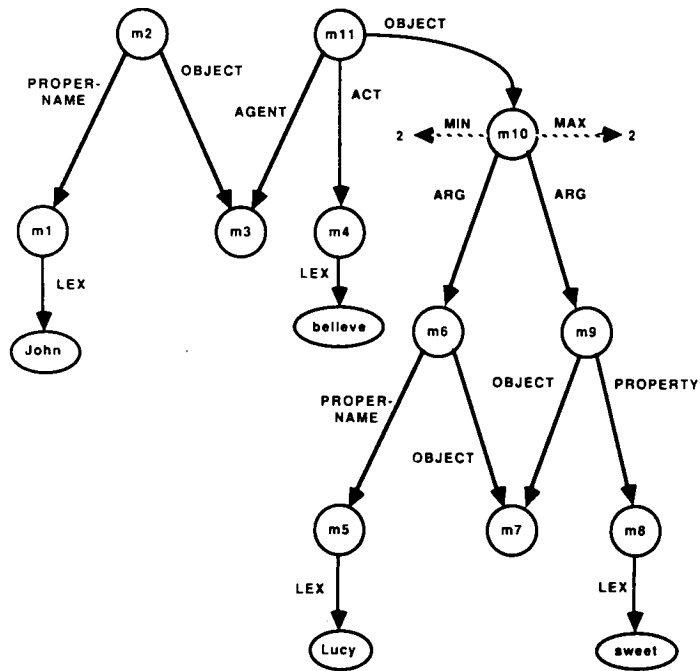 OBJECT
m2
m11
PROPER-
NAME
OBJECT
AGENT
ACT
2
MIN
m10
MAX
2
ARG
ARG
m1
m3
m4
LEX
LEX
John
believe
m6
m9
PROPER-
NAME
OBJECT
OBJECT
PROPERTY
m5
m7
m8
LEX
LEX
Lucy
sweet